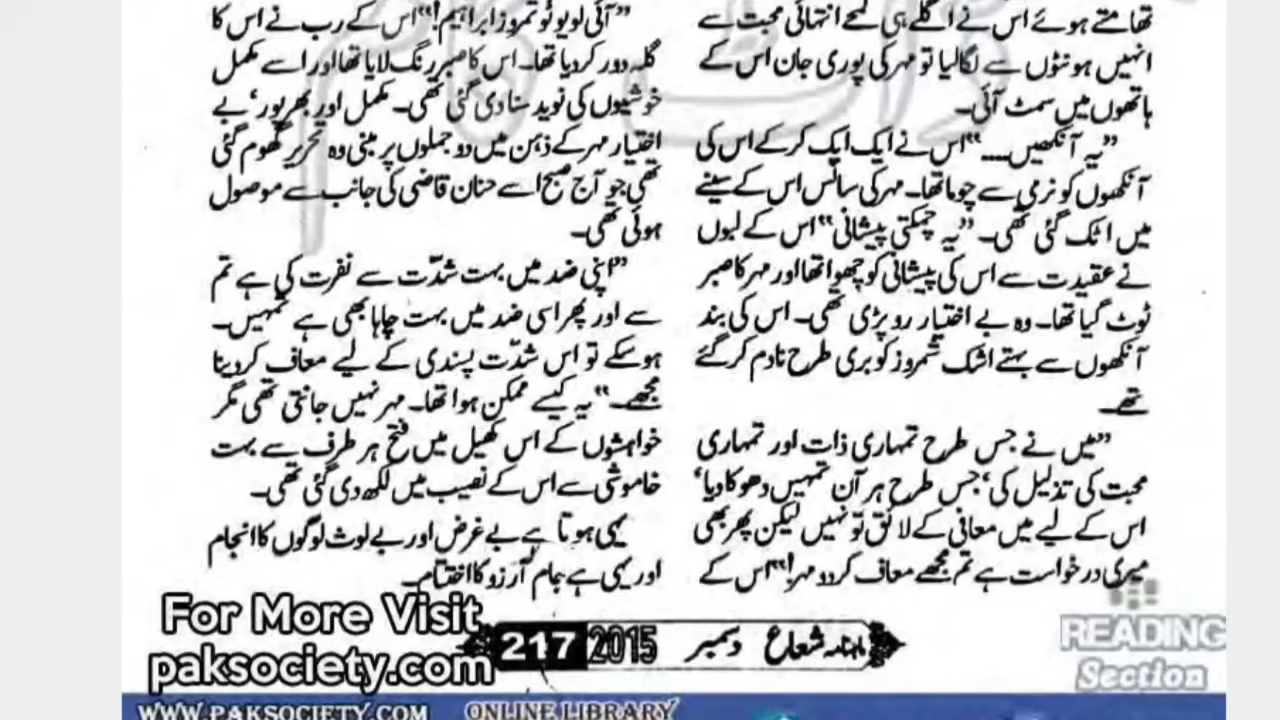 تھامتے ہوئے اس نے اگلے ہی لمحے انتہائی محبت سے
انہیں ہونٹوں سے لگالیا تو مہر کی پوری جان اس کے
ہاتھوں میں سمٹ آئی۔
”یہ آنکھیں....“ اس نے ایک ایک کرکے اس کی
آنکھوں کو نرمی سے چوما تھا۔ مہر کی سانس اس کے سینے
میں اٹک گئی تھی۔ ”یہ چمکتی پیشانی“ اس کے لبوں
نے عقیدت سے اس کی پیشانی کو چھوا تھا اور مہر کا صبر
ٹوٹ گیا تھا۔ وہ بے اختیار رو پڑی تھی۔ اس کی بند
آنکھوں سے بہتے اشک شمروز کو بری طرح نادم کرگئے
تھے۔
”میں نے جس طرح تمہاری ذات اور تمہاری
محبت کی تذلیل کی‘ جس طرح ہر آن تمہیں دھوکا دیا‘
اس کے لیے میں معافی کے لائق تو نہیں لیکن پھر بھی
میری درخواست ہے تم مجھے معاف کردو مہر!“ اس کے
”آئی لو یو ٹو شمروز ابراہیم!“ اس کے رب نے اس کا
گلہ دور کردیا تھا۔ اس کا صبر رنگ لایا تھا اور اسے مکمل
خوشیوں کی نوید سنا دی گئی تھی۔ مکمل اور بھرپور‘ بے
اختیار مہر کے ذہن میں دو جملوں پر مبنی وہ تحریر گھوم گئی
تھی جو آج صبح اسے حنان قاضی کی جانب سے موصول
ہوئی تھی۔
”اپنی ضد میں بہت شدّت سے نفرت کی ہے تم
سے اور پھر اسی ضد میں بہت چاہا بھی ہے تمہیں۔
ہوسکے تو اس شدّت پسندی کے لیے معاف کردینا
مجھے۔“ یہ کیسے ممکن ہوا تھا۔ مہر نہیں جانتی تھی مگر
خواہشوں کے اس کھیل میں فتح ہر طرف سے بہت
خاموشی سے اس کے نصیب میں لکھ دی گئی تھی۔
یہی ہوتا ہے بے غرض اور بے لوث لوگوں کا انجام
اور یہی ہے بجام آرزو کا اختتام۔
For More Visit
paksociety.com
ماہنامہ شعاع دسمبر 2015 217
READING
Section
WWW.PAKSOCIETY.COM ONLINE LIBRARY